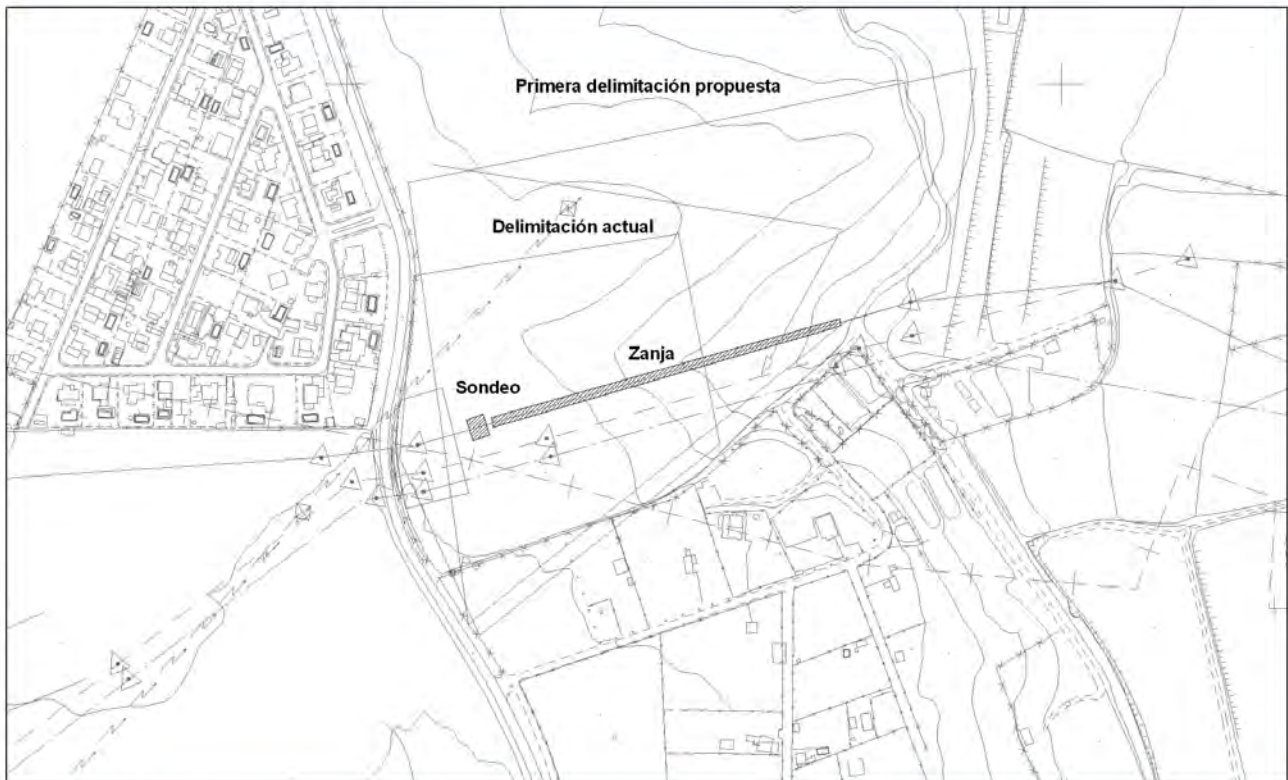 Primera delimitación propuesta
Delimitación actual
Zanja
Sondeo